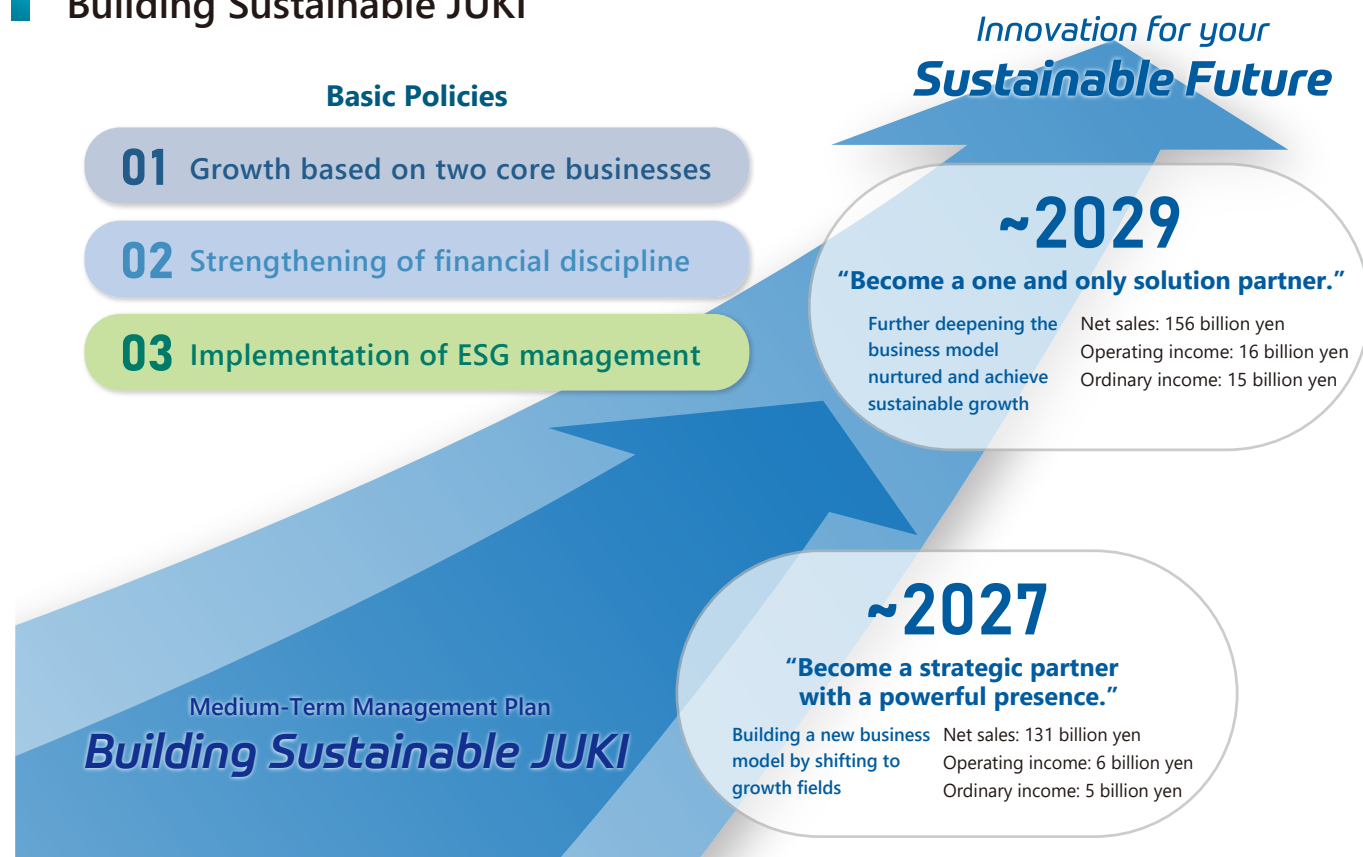 Building Sustainable JUKI
Innovation for your
Sustainable Future
Basic Policies
01 Growth based on two core businesses
02 Strengthening of financial discipline
03 Implementation of ESG management
~2029
“Become a one and only solution partner.”
Further deepening the
business model
nurtured and achieve
sustainable growth
Net sales: 156 billion yen
Operating income: 16 billion yen
Ordinary income: 15 billion yen
~2027
“Become a strategic partner
with a powerful presence.”
Building a new business
model by shifting to
growth fields
Net sales: 131 billion yen
Operating income: 6 billion yen
Ordinary income: 5 billion yen
Medium-Term Management Plan
Building Sustainable JUKI